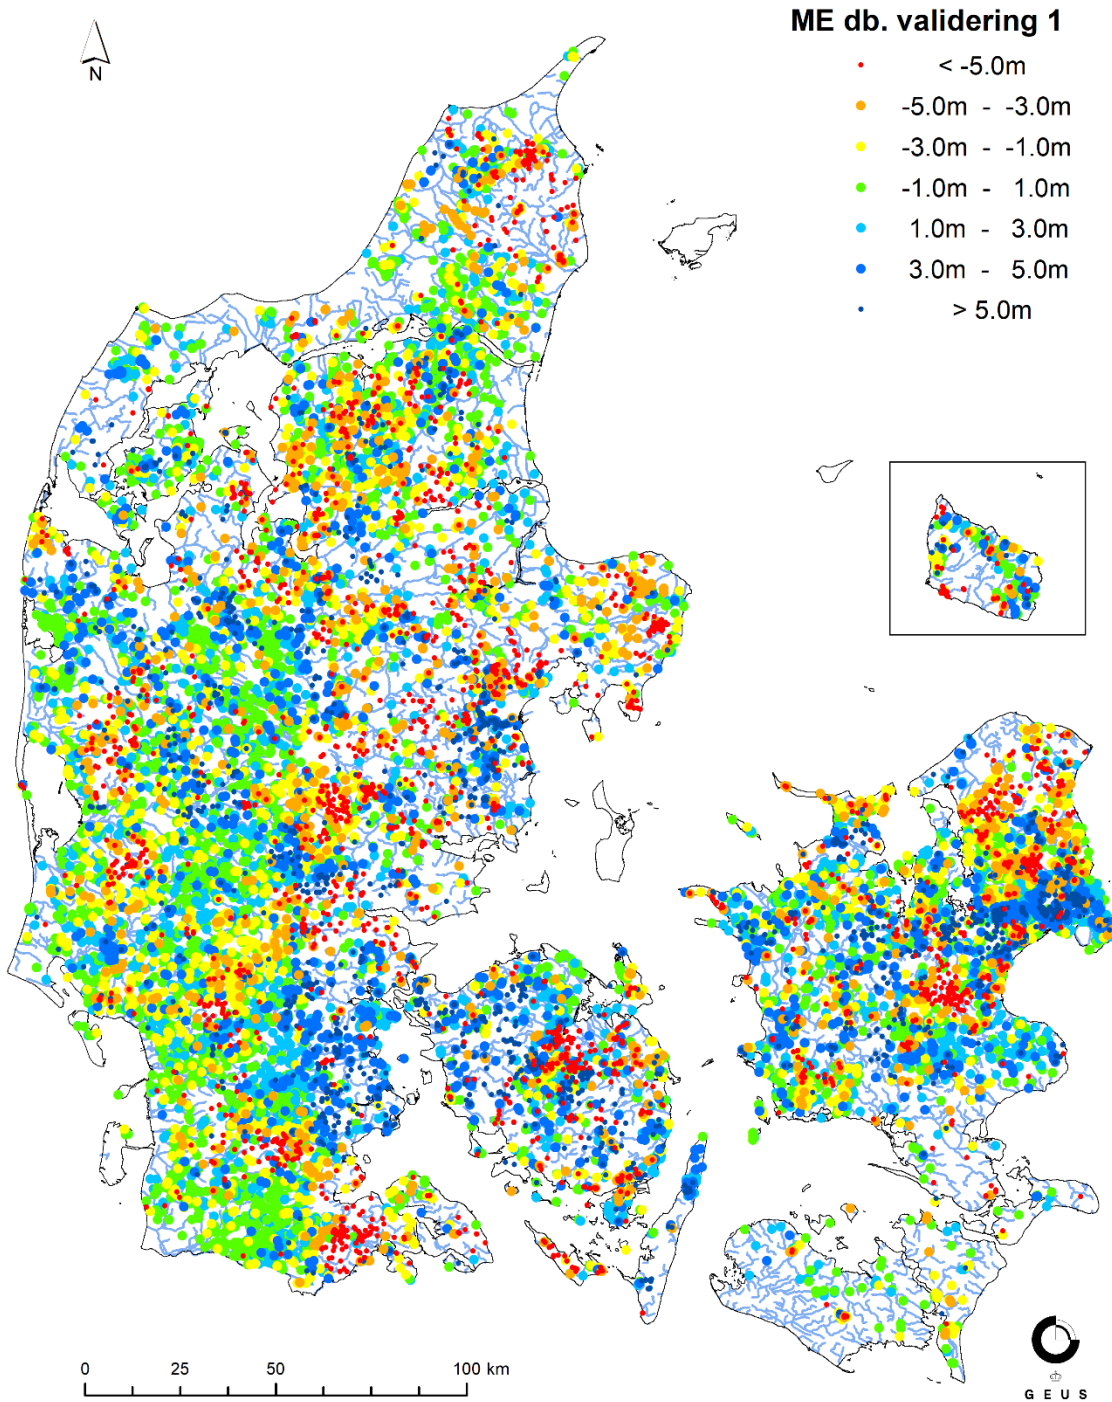 ME db. validering 1
N
< -5.0m
-5.0m - -3.0m
-3.0m - -1.0m
-1.0m - 1.0m
1.0m - 3.0m
3.0m - 5.0m
> 5.0m
0 25 50 100 km
G E U S